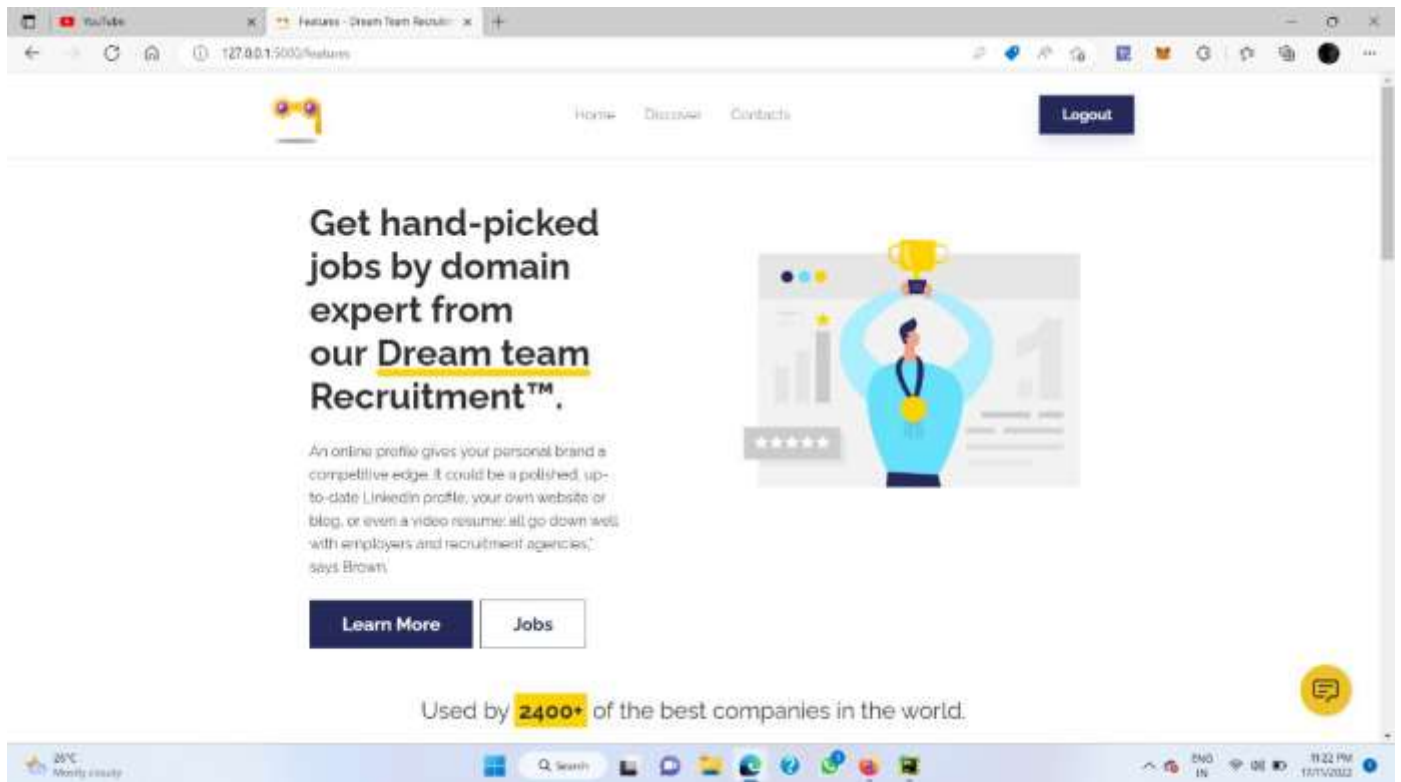 YouTube
Features - Dream Team Recruit
127.0.0.1:5000/features
Home Discover Contacts Logout
Get hand-picked
jobs by domain
expert from
our Dream team
Recruitment™.
An online profile gives your personal brand a
competitive edge. It could be a polished, up-
to-date LinkedIn profile, your own website or
blog, or even a video resume: all go down well
with employers and recruitment agencies,"
says Brown.
Learn More Jobs
.1
Used by 2400+ of the best companies in the world.
26°C
Mostly cloudy
Search
ENG
IN
11:22 PM
17/11/2022